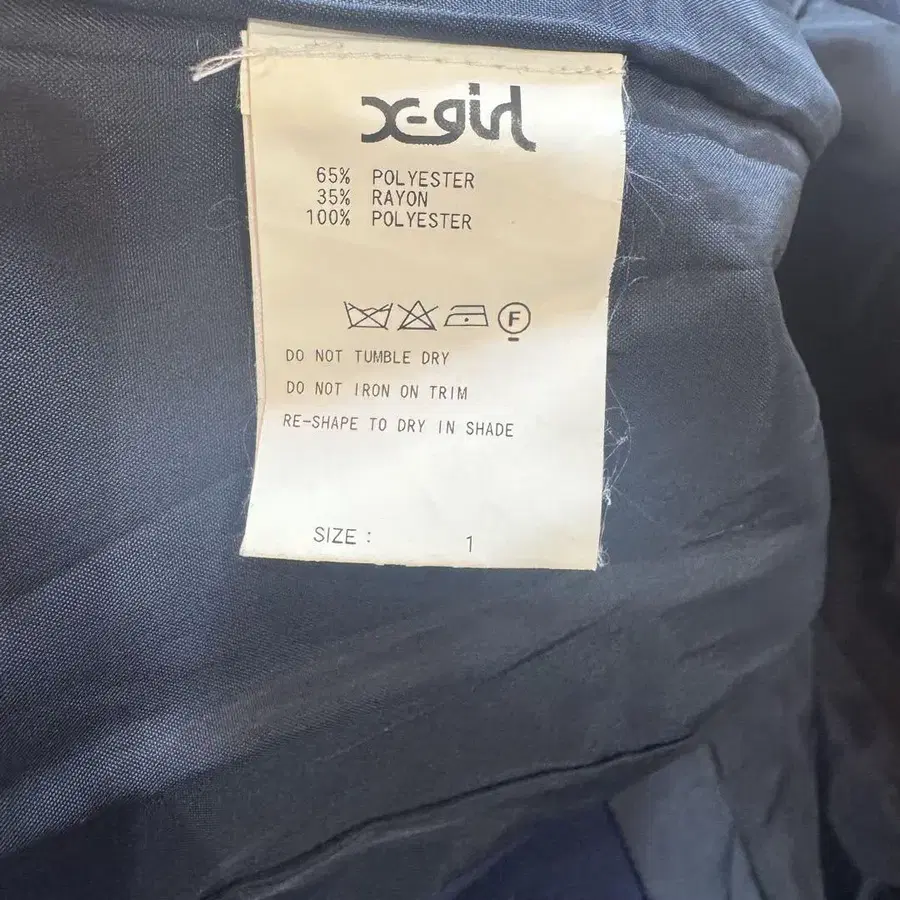 X-girl
65% POLYESTER
35% RAYON
100% POLYESTER
F
DO NOT TUMBLE DRY
DO NOT IRON ON TRIM
RE-SHAPE TO DRY IN SHADE
SIZE : 1